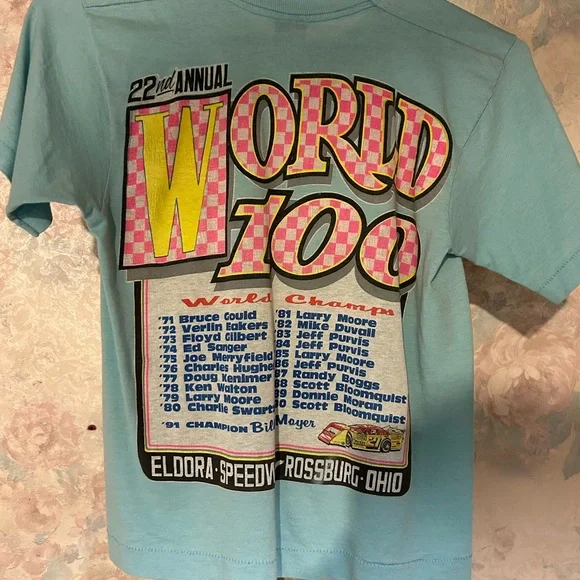 22nd ANNUAL
WORLD
100
World Champs
'71 Bruce Gould
'72 Verlin Eakers
'73 Floyd Gilbert
'74 Ed Sanger
'75 Joe Merryfield
'76 Charles Hughe
'77 Doug Kenimer
'78 Ken Walton
'79 Larry Moore
'80 Charlie Swart
'81 Larry Moore
'82 Mike Duvall
'83 Jeff Purvis
'84 Jeff Purvis
85 Larry Moore
86 Jeff Purvis
87 Randy Boggs
88 Scott Bloomquist
89 Donnie Moran
0 Scott Bloomquist
'91 CHAMPION Bill Moyer
ELDORA · SPEEDW ROSSBURG · OHIO